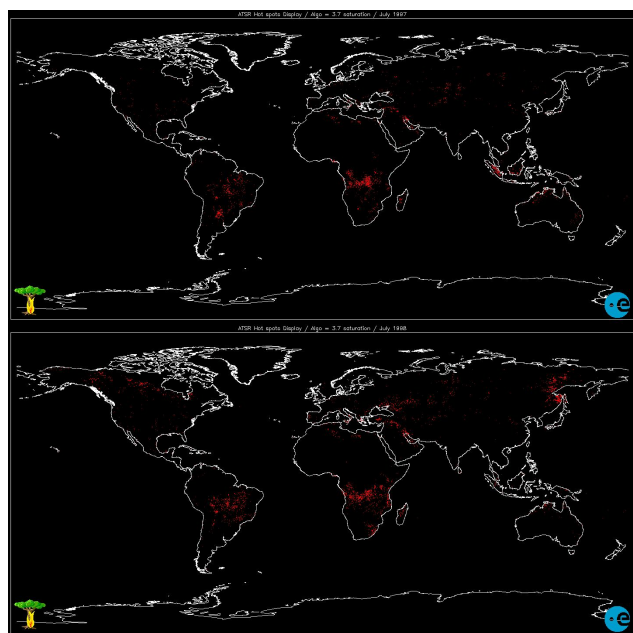 ATSR Hot spots Display / Algo = 3.7 saturation / July 1997
ATSR Hot spots Display / Algo = 3.7 saturation / July 1998